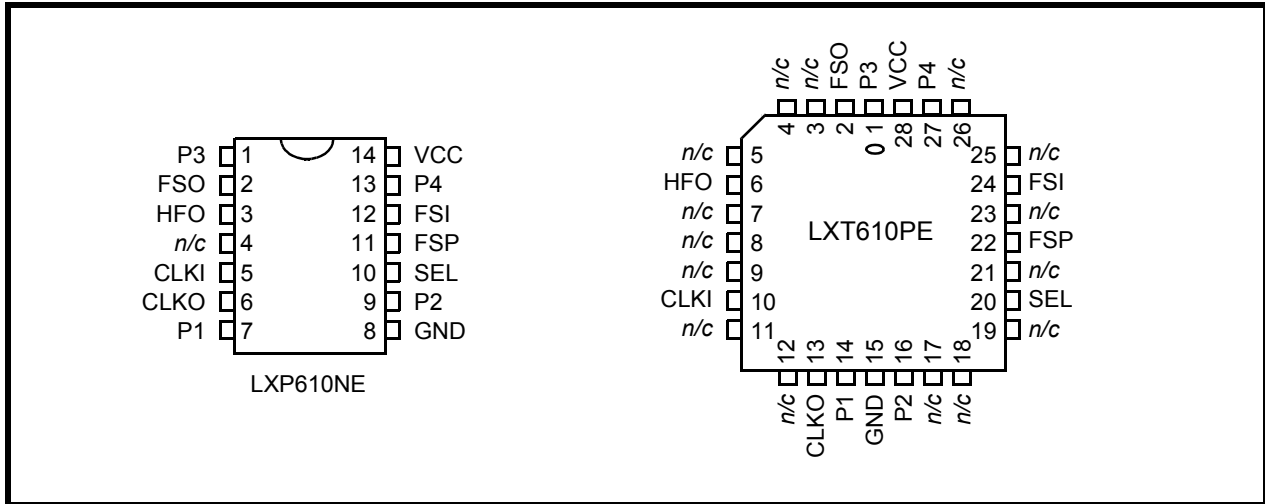 P3 1 14 VCC
FSO 2 13 P4
HFO 3 12 FSI
n/c 4 11 FSP
CLKI 5 10 SEL
CLKO 6 9 P2
P1 7 8 GND
LXP610NE
n/c n/c FSO P3 VCC P4 n/c
4 3 2 1 28 27 26
n/c 5 25 n/c
HFO 6 24 FSI
n/c 7 23 n/c
n/c 8 LXT610PE 22 FSP
n/c 9 21 n/c
CLKI 10 20 SEL
n/c 11 19 n/c
12 13 14 15 16 17 18
n/c CLKO P1 GND P2 n/c n/c